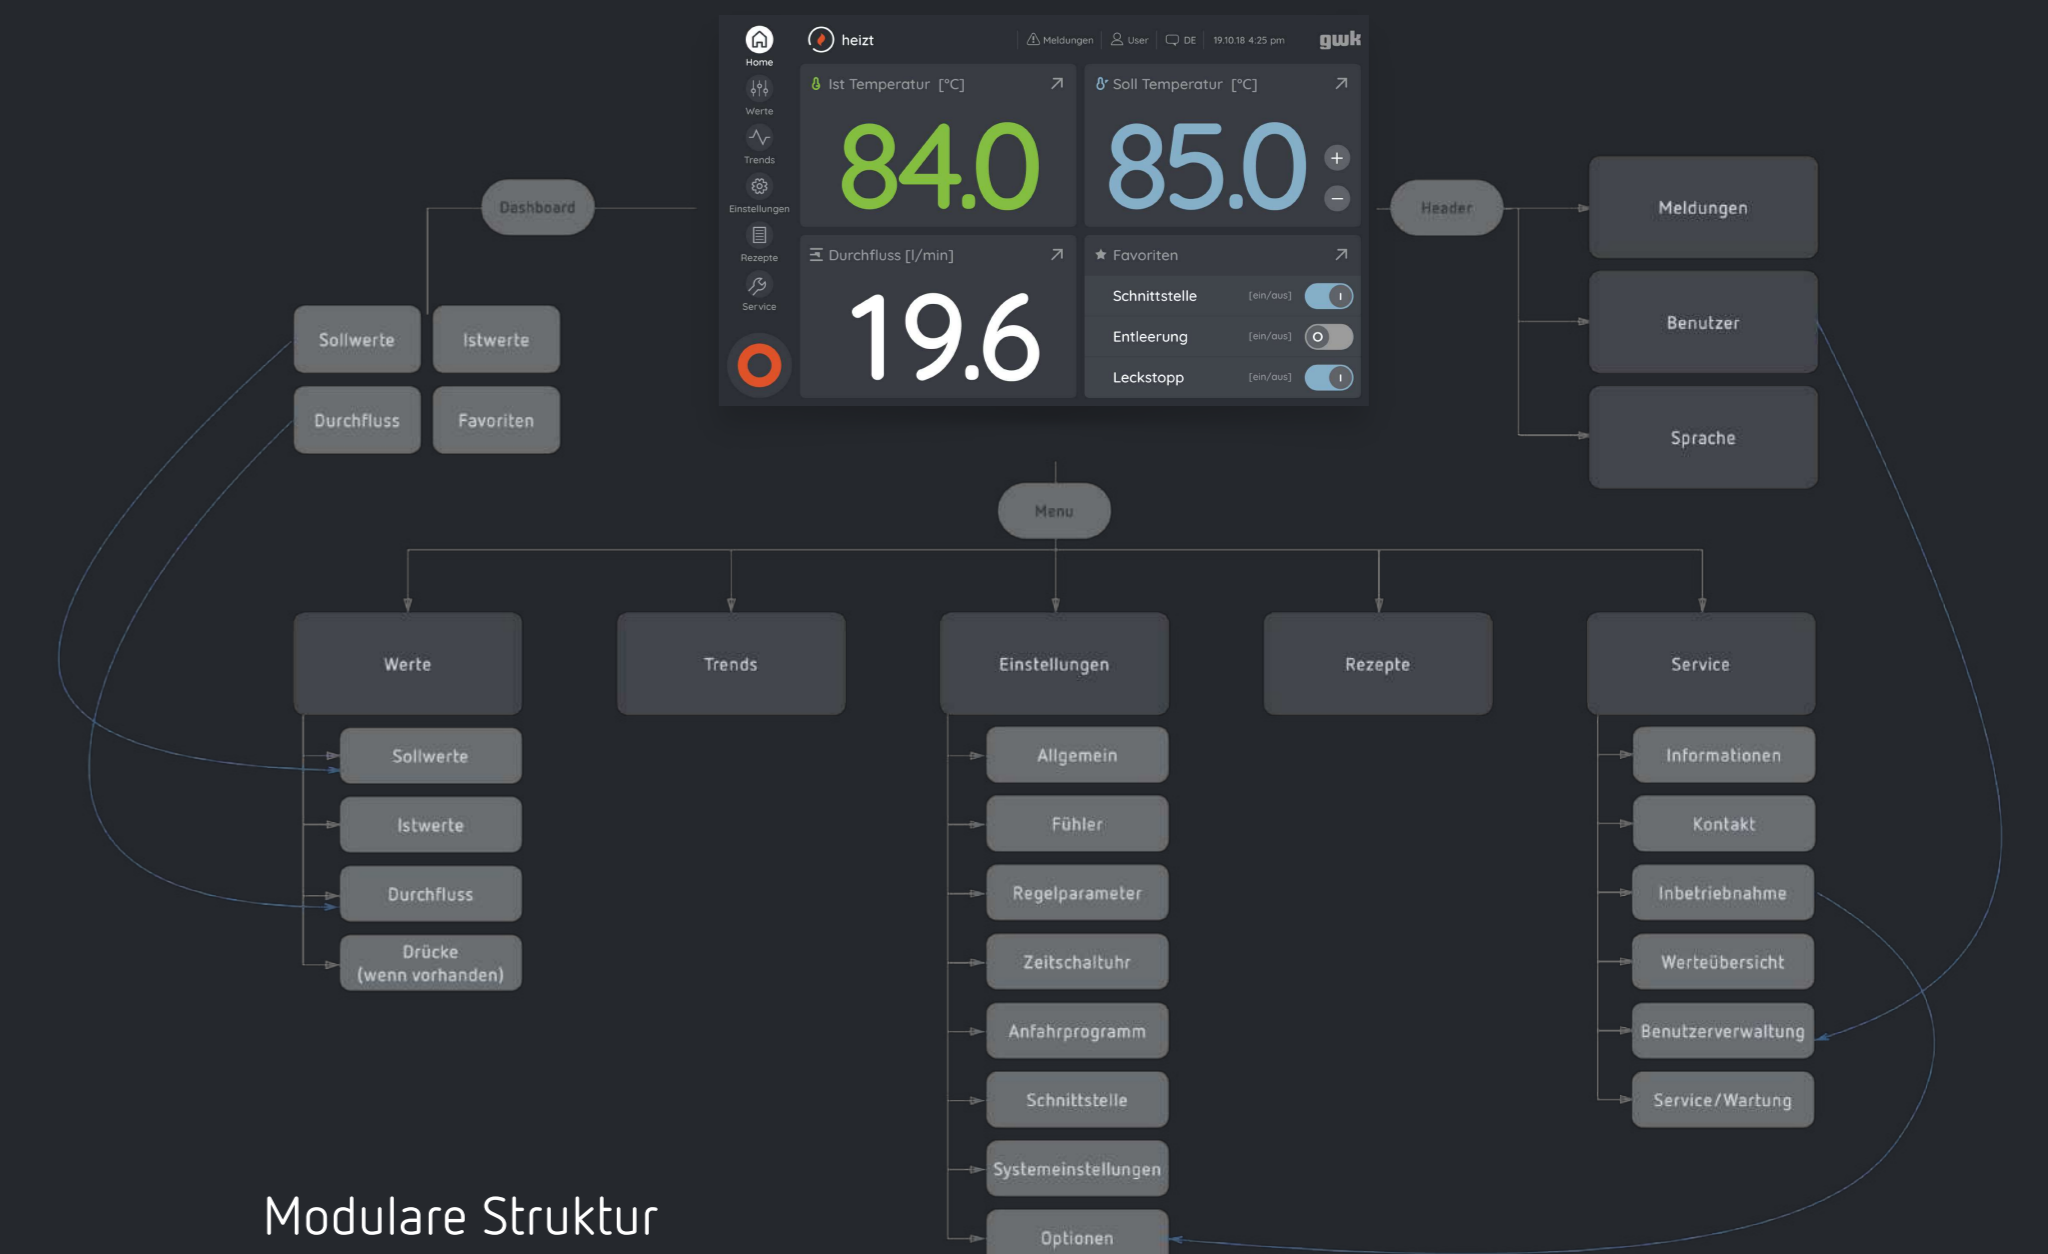 Home
heizt
Meldungen
User
DE
19.10.18 4:25 pm
gwk
Werte
Trends
Einstellungen
Rezepte
Service
Ist Temperatur [°C]
84.0
Soll Temperatur [°C]
85.0
+
−
Durchfluss [l/min]
19.6
Favoriten
Schnittstelle [ein/aus] I
Entleerung [ein/aus] O
Leckstopp [ein/aus] I
Dashboard
Sollwerte
Istwerte
Durchfluss
Favoriten
Header
Meldungen
Benutzer
Sprache
Menu
Werte
Sollwerte
Istwerte
Durchfluss
Drücke
(wenn vorhanden)
Trends
Einstellungen
Allgemein
Fühler
Regelparameter
Zeitschaltuhr
Anfahrprogramm
Schnittstelle
Systemeinstellungen
Optionen
Rezepte
Service
Informationen
Kontakt
Inbetriebnahme
Werteübersicht
Benutzerverwaltung
Service/Wartung
Modulare Struktur